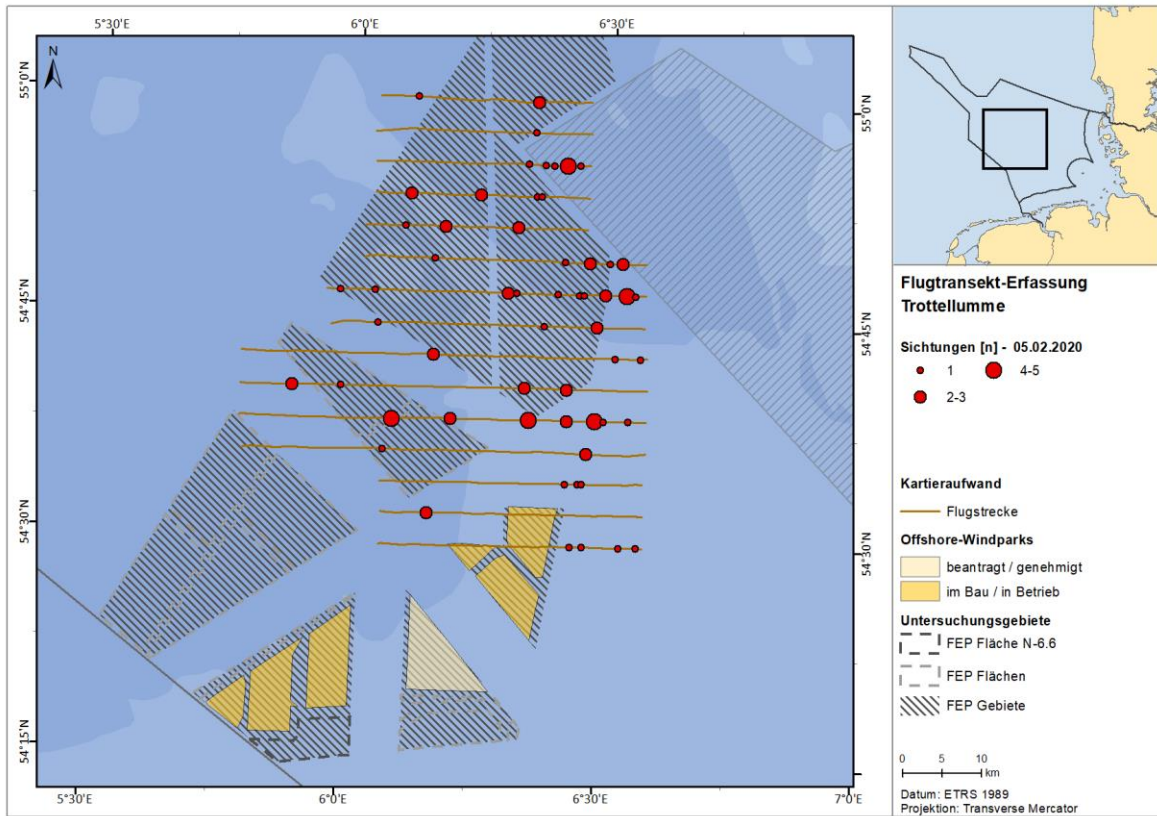 5°30'E
6°0'E
6°30'E
N
55°0'N
54°45'N
54°30'N
54°15'N
55°0'N
54°45'N
54°30'N
5°30'E
6°0'E
6°30'E
7°0'E
Flugtransekt-Erfassung
Trottellumme
Sichtungen [n] - 05.02.2020
1
4-5
2-3
Kartieraufwand
Flugstrecke
Offshore-Windparks
beantragt / genehmigt
im Bau / in Betrieb
Untersuchungsgebiete
FEP Fläche N-6.6
FEP Flächen
FEP Gebiete
0 5 10
km
Datum: ETRS 1989
Projektion: Transverse Mercator